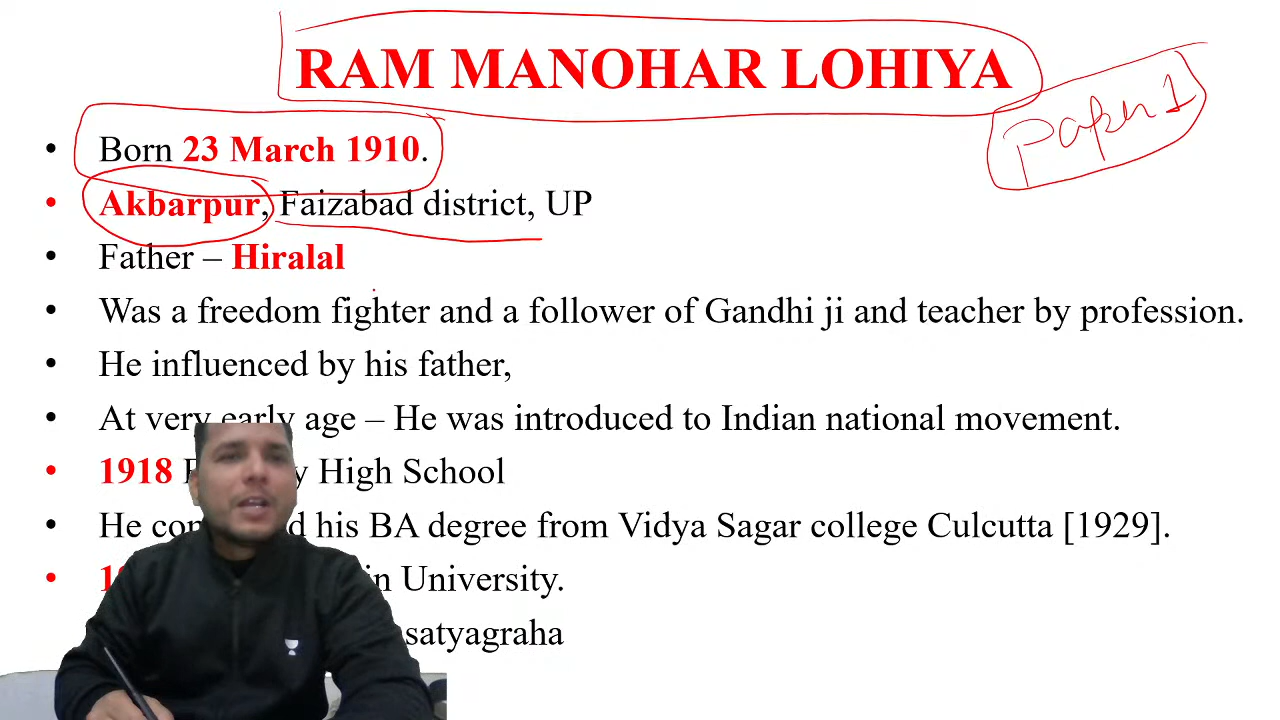 RAM MANOHAR LOHIYA
Paper 1
• Born 23 March 1910.
• Akbarpur, Faizabad district, UP
• Father – Hiralal
• Was a freedom fighter and a follower of Gandhi ji and teacher by profession.
• He influenced by his father,
• At very early age – He was introduced to Indian national movement.
• 1918 High School
• He his BA degree from Vidya Sagar college Culcutta [1929].
University.
satyagraha